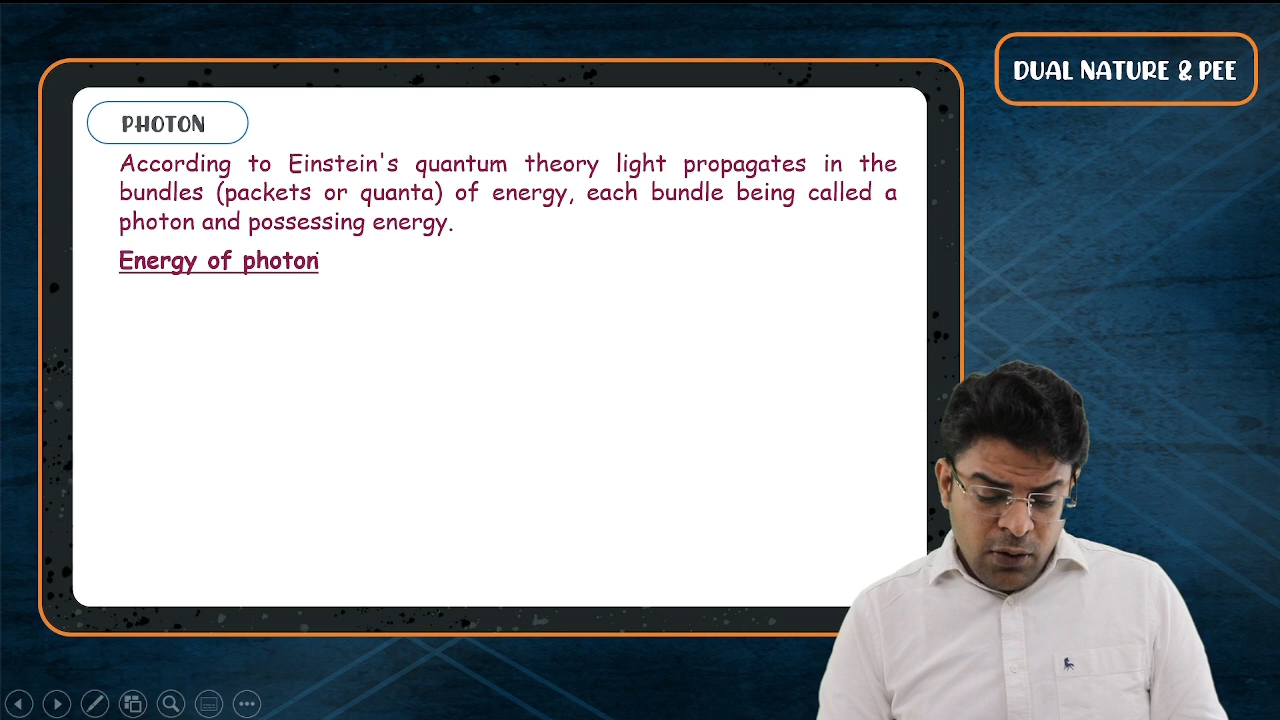 DUAL NATURE & PEE
PHOTON
According to Einstein's quantum theory light propagates in the
bundles (packets or quanta) of energy, each bundle being called a
photon and possessing energy.
Energy of photon